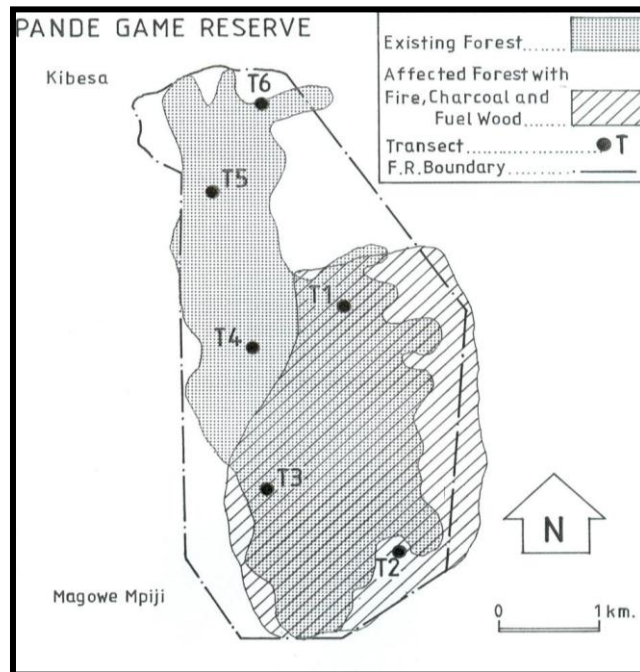 PANDE GAME RESERVE
Kibesa
Existing Forest........
Affected Forest with
Fire, Charcoal and
Fuel Wood.....
Transect.................. T
F.R. Boundary.........
T6
T5
T1
T4
T3
T2
N
Magowe Mpiji
0 1 km.